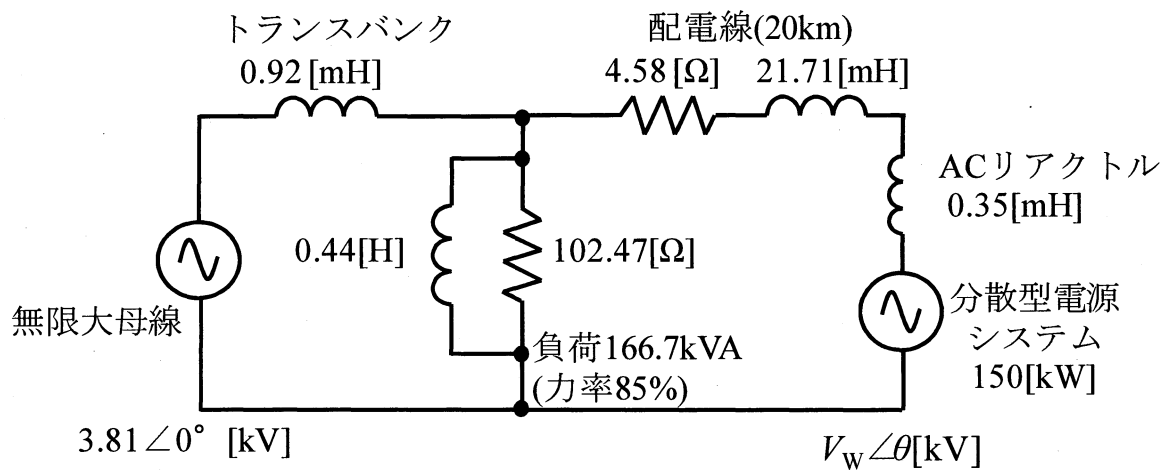 トランスバンク
0.92[mH]
配電線(20km)
4.58[Ω] 21.71[mH]
ACリアクトル
0.35[mH]
0.44[H]
102.47[Ω]
無限大母線
分散型電源
システム
150[kW]
負荷166.7kVA
(力率85%)
3.81∠0° [kV]
V_W∠θ[kV]